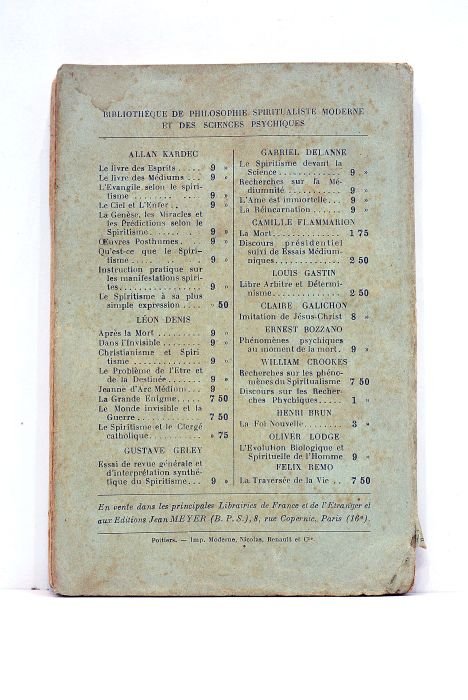 BIBLIOTHÈQUE DE PHILOSOPHIE SPIRITUALISTE MODERNE
ET DES SCIENCES PSYCHIQUES
ALLAN KARDEC
Le livre des Esprits ..... 9 »
Le livre des Médiums ... 9 »
L'Evangile selon le spiri-
tisme .............. 9 »
Le Ciel et L'Enfer .. 9 »
La Genèse, les Miracles et
les Prédictions selon le
Spiritisme .......... 9 »
Œuvres Posthumes ..... 9 »
Qu'est-ce que le Spiri-
tisme .............. 9 »
Instruction pratique sur
les manifestations spiri-
tes................ 9 »
Le Spiritisme à sa plus
simple expression .... » 50
LÉON DENIS
Après la Mort ......... 9 »
Dans l'Invisible ........ 9 »
Christianisme et Spiri
tisme .............. 9 »
Le Problème de l'Etre et
de la Destinée ....... 9 »
Jeanne d'Arc Médium... 9 »
La Grande Enigme..... 7 50
Le Monde invisible et la
Guerre ............. 7 50
Le Spiritisme et le Clergé
catholique........... » 75
GUSTAVE GELEY
Essai de revue générale et
d'interprétation synthé-
tique du Spiritisme... 9 »
GABRIEL DELANNE
Le Spiritisme devant la
Science ............. 9 »
Recherches sur la Mé-
diumnité ........... 9 »
L'Ame est immortelle... 9 »
La Réincarnation ...... 9 »
CAMILLE FLAMMARION
La Mort.............. 1 75
Discours présidentiel
suivi de Essais Médium-
niques.............. 2 50
LOUIS GASTIN
Libre Arbitre et Détermi-
nisme............... 2 50
CLAIRE GALICHON
Imitation de Jésus-Christ 8 »
ERNEST BOZZANO
Phénomènes psychiques
au moment de la mort. 9 »
WILLIAM CROOKES
Recherches sur les phéno-
mènes du Spiritualisme 7 50
Discours sur les Recher-
ches Phychiques..... 1 »
HENRI BRUN
La Foi Nouvelle........ 3 »
OLIVER LODGE
L'Evolution Biologique et
Spirituelle de l'Homme 9 »
FELIX REMO
La Traversée de la Vie .. 7 50
En vente dans les principales Librairies de France et de l'Etranger et
aux Editions Jean MEYER (B. P. S.), 8, rue Copernic, Paris (16e).
Poitiers. — Imp. Moderne, Nicolas, Renault et Cie.